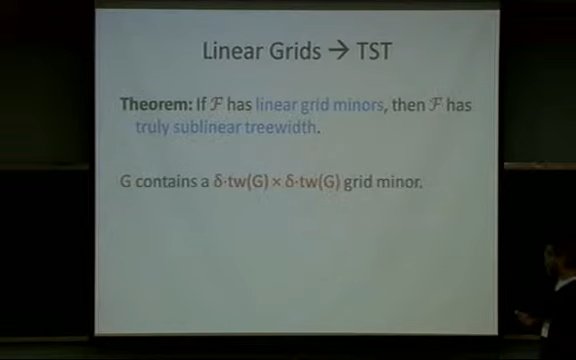 Linear Grids → TST
Theorem: If ℱ has linear grid minors, then ℱ has
truly sublinear treewidth.
G contains a δ·tw(G) × δ·tw(G) grid minor.